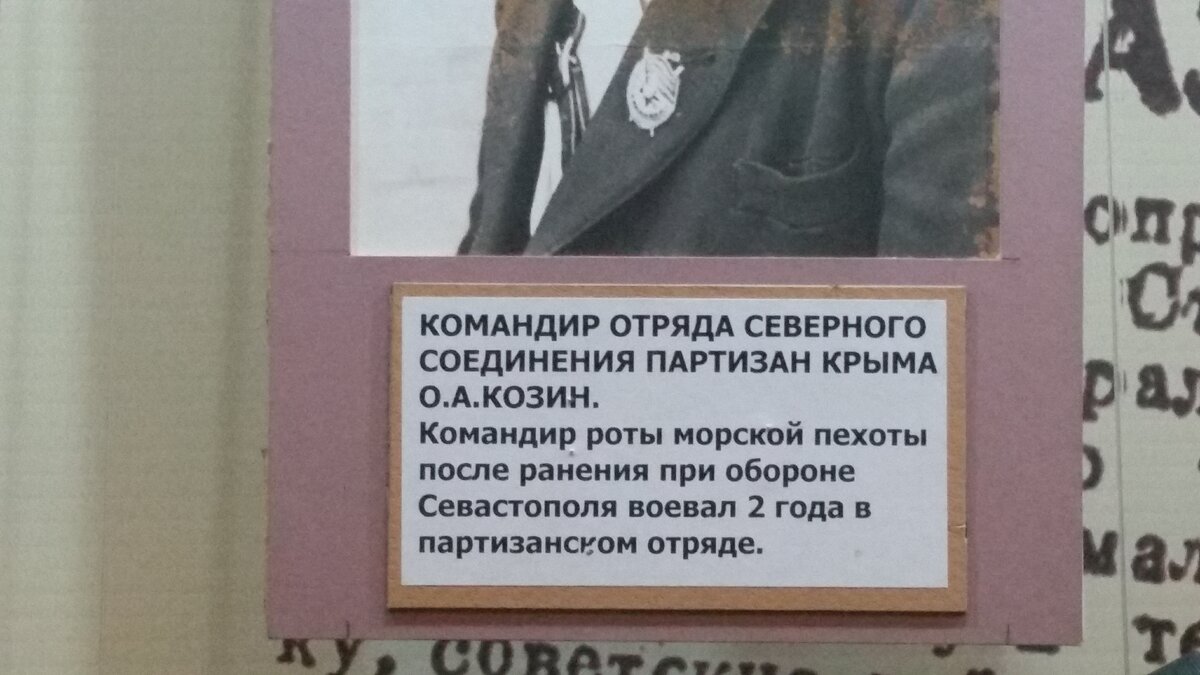 КОМАНДИР ОТРЯДА СЕВЕРНОГО
СОЕДИНЕНИЯ ПАРТИЗАН КРЫМА
О.А.КОЗИН.
Командир роты морской пехоты
после ранения при обороне
Севастополя воевал 2 года в
партизанском отряде.